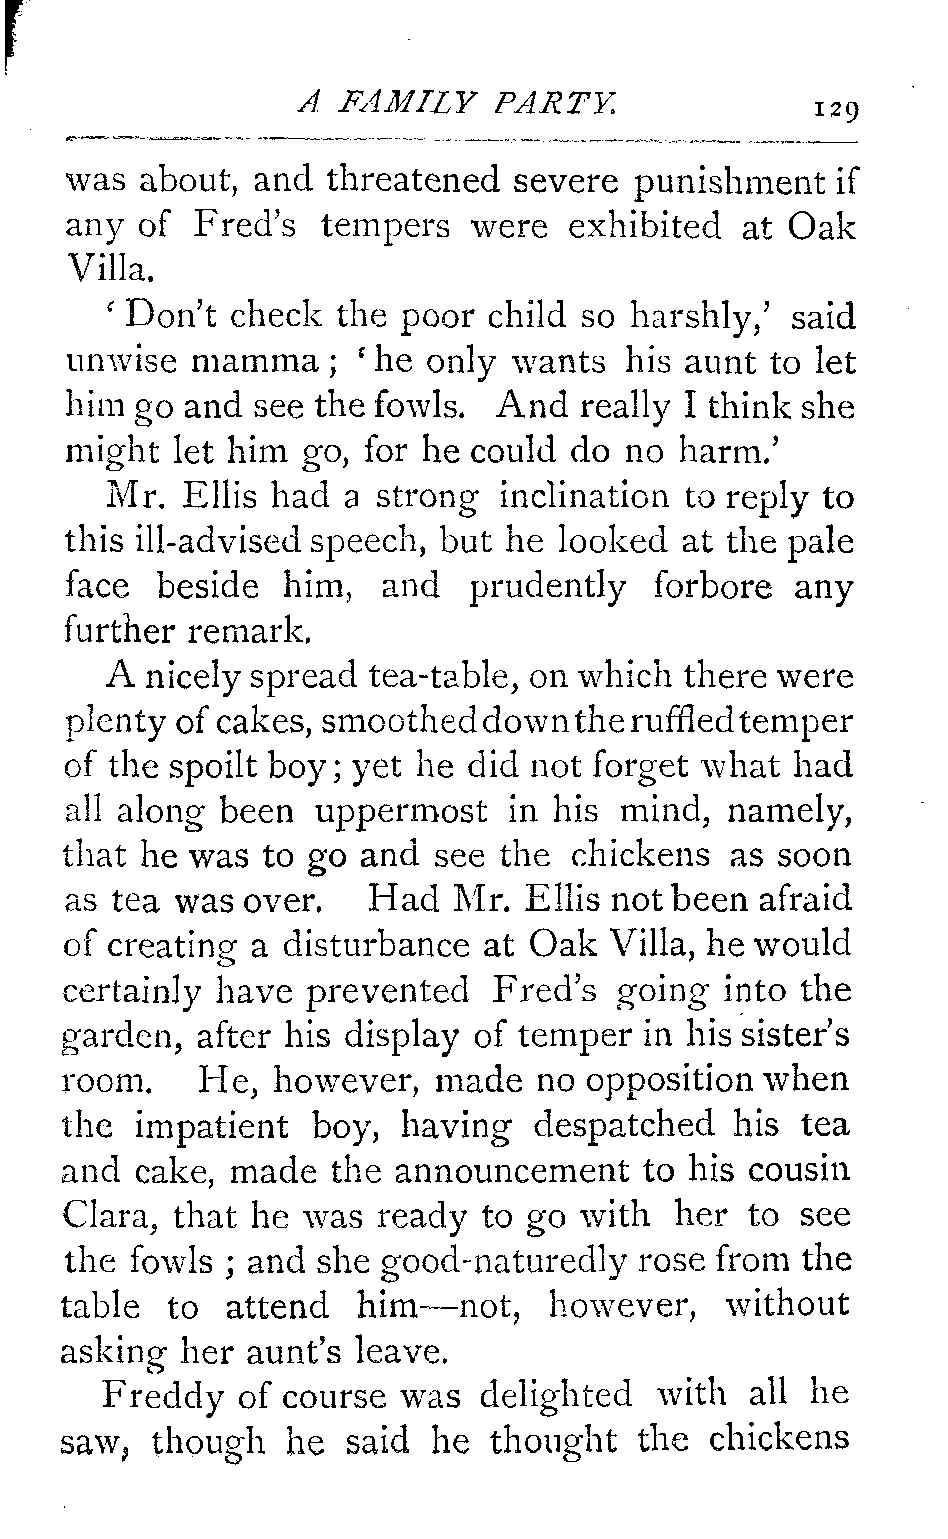 A FAMILY PARTY. 129
was about, and threatened severe punishment if
any of Fred's tempers were exhibited at Oak
Villa.
‘Don't check the poor child so harshly,’ said
unwise mamma; ‘he only wants his aunt to let
him go and see the fowls. And really I think she
might let him go, for he could do no harm.’
Mr. Ellis had a strong inclination to reply to
this ill-advised speech, but he looked at the pale
face beside him, and prudently forbore any
further remark.
A nicely spread tea-table, on which there were
plenty of cakes, smoothed down the ruffled temper
of the spoilt boy; yet he did not forget what had
all along been uppermost in his mind, namely,
that he was to go and see the chickens as soon
as tea was over. Had Mr. Ellis not been afraid
of creating a disturbance at Oak Villa, he would
certainly have prevented Fred's going into the
garden, after his display of temper in his sister's
room. He, however, made no opposition when
the impatient boy, having despatched his tea
and cake, made the announcement to his cousin
Clara, that he was ready to go with her to see
the fowls; and she good-naturedly rose from the
table to attend him—not, however, without
asking her aunt's leave.
Freddy of course was delighted with all he
saw, though he said he thought the chickens